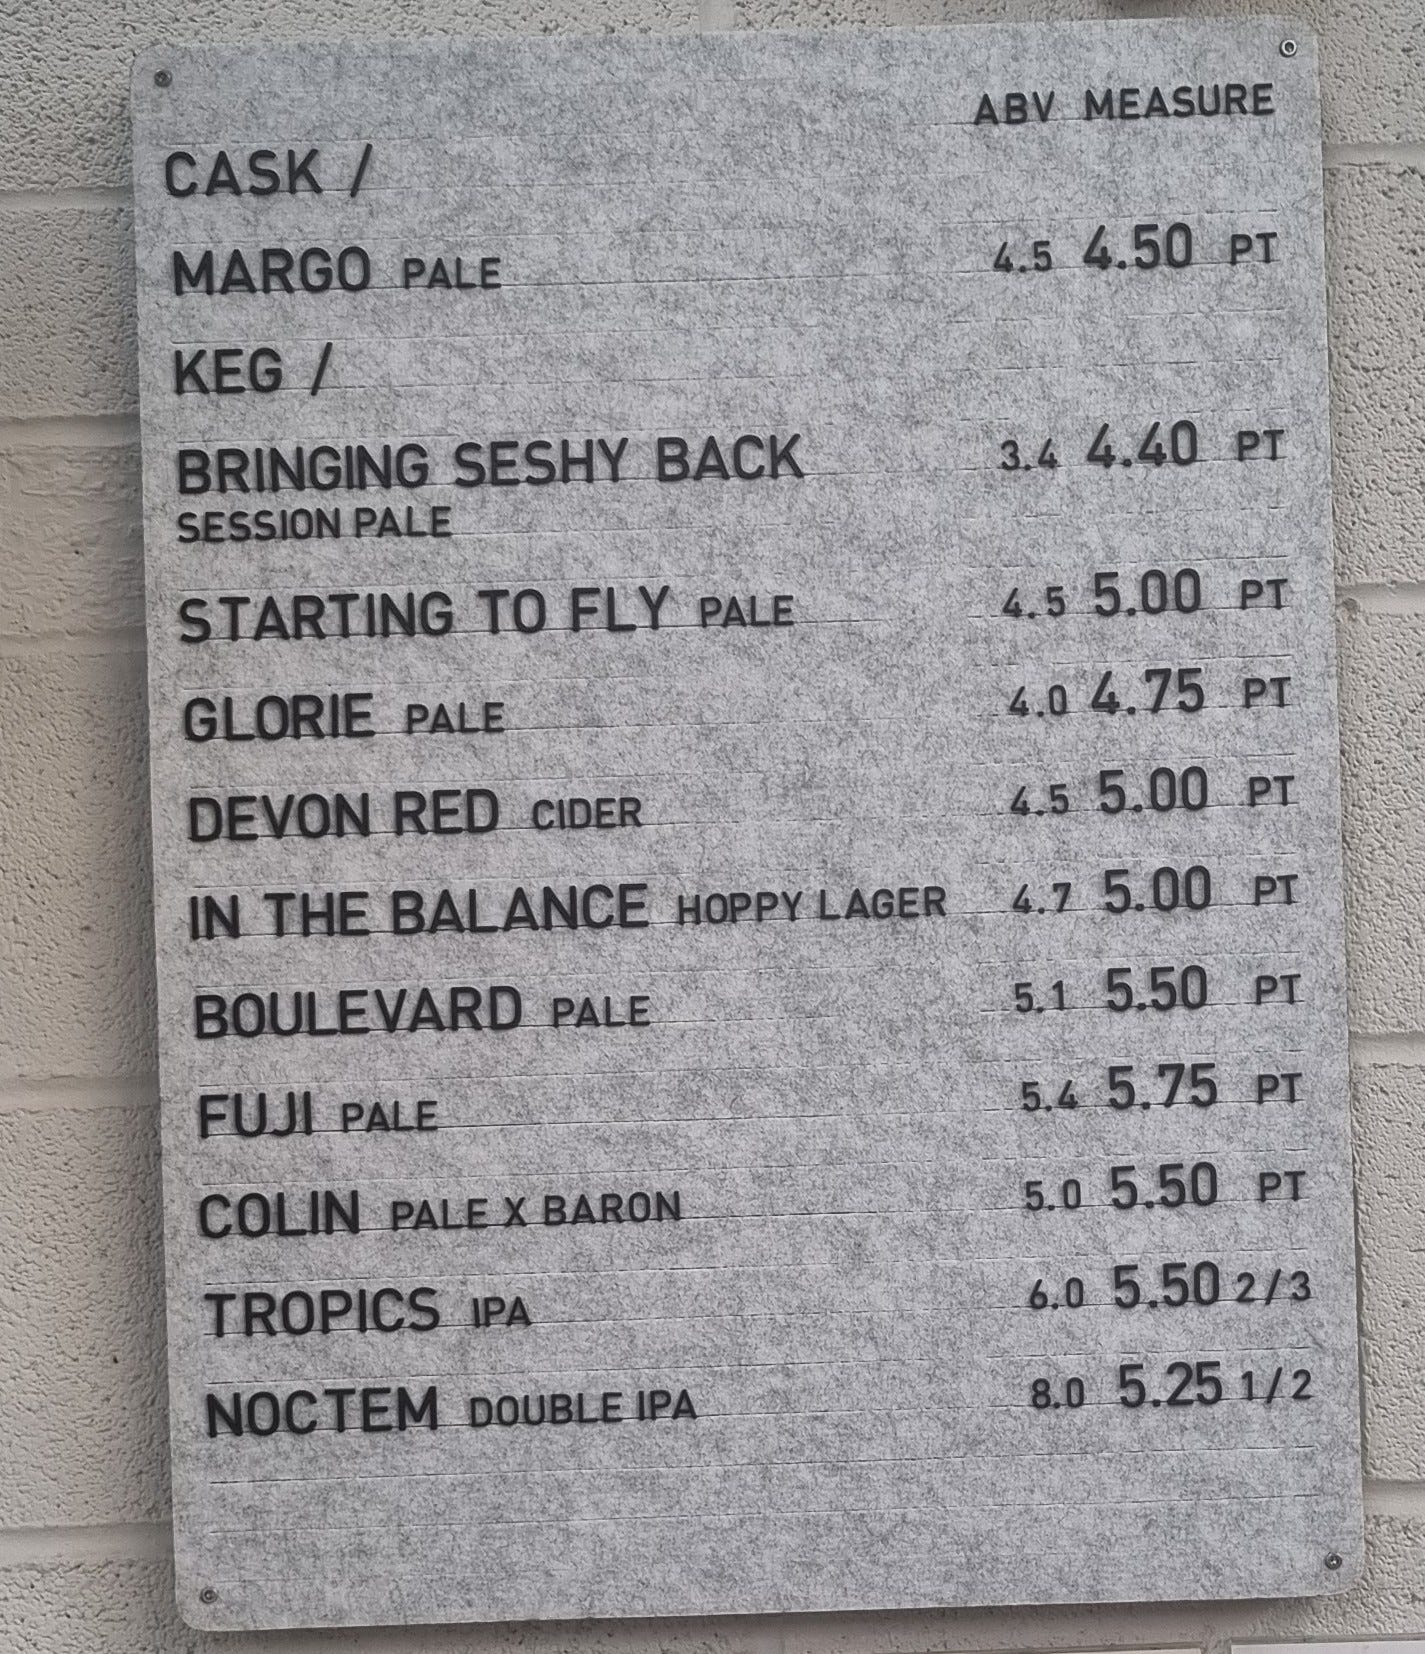 ABV MEASURE
CASK /
MARGO PALE 4.5 4.50 PT
KEG /
BRINGING SESHY BACK 3.4 4.40 PT
SESSION PALE
STARTING TO FLY PALE 4.5 5.00 PT
GLORIE PALE 4.0 4.75 PT
DEVON RED CIDER 4.5 5.00 PT
IN THE BALANCE HOPPY LAGER 4.7 5.00 PT
BOULEVARD PALE 5.1 5.50 PT
FUJI PALE 5.4 5.75 PT
COLIN PALE X BARON 5.0 5.50 PT
TROPICS IPA 6.0 5.50 2/3
NOCTEM DOUBLE IPA 8.0 5.25 1/2